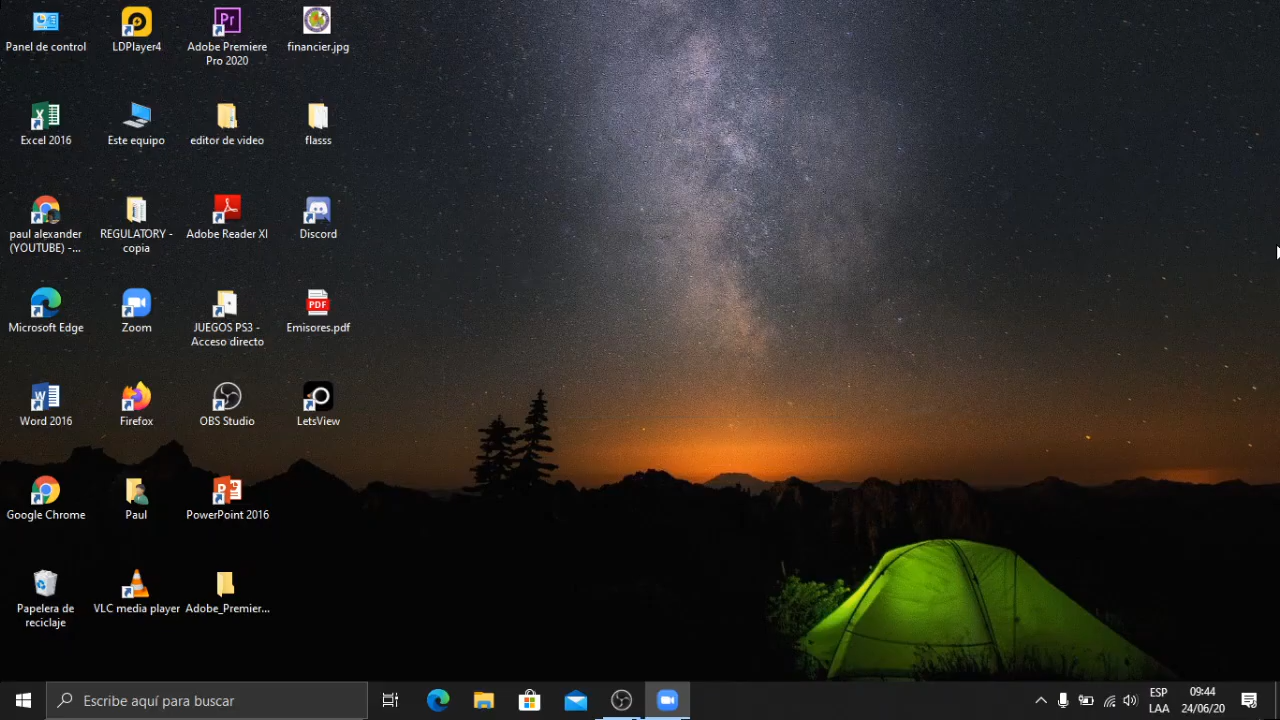 Panel de control
LDPlayer4
Adobe Premiere
Pro 2020
financier.jpg
Excel 2016
Este equipo
editor de video
flasss
paul alexander
(YOUTUBE) -...
REGULATORY -
copia
Adobe Reader XI
Discord
Microsoft Edge
Zoom
JUEGOS PS3 -
Acceso directo
PDF
Emisores.pdf
Word 2016
Firefox
OBS Studio
LetsView
Google Chrome
Paul
PowerPoint 2016
Papelera de
reciclaje
VLC media player
Adobe_Premier...
Escribe aquí para buscar
ESP
LAA
09:44
24/06/20